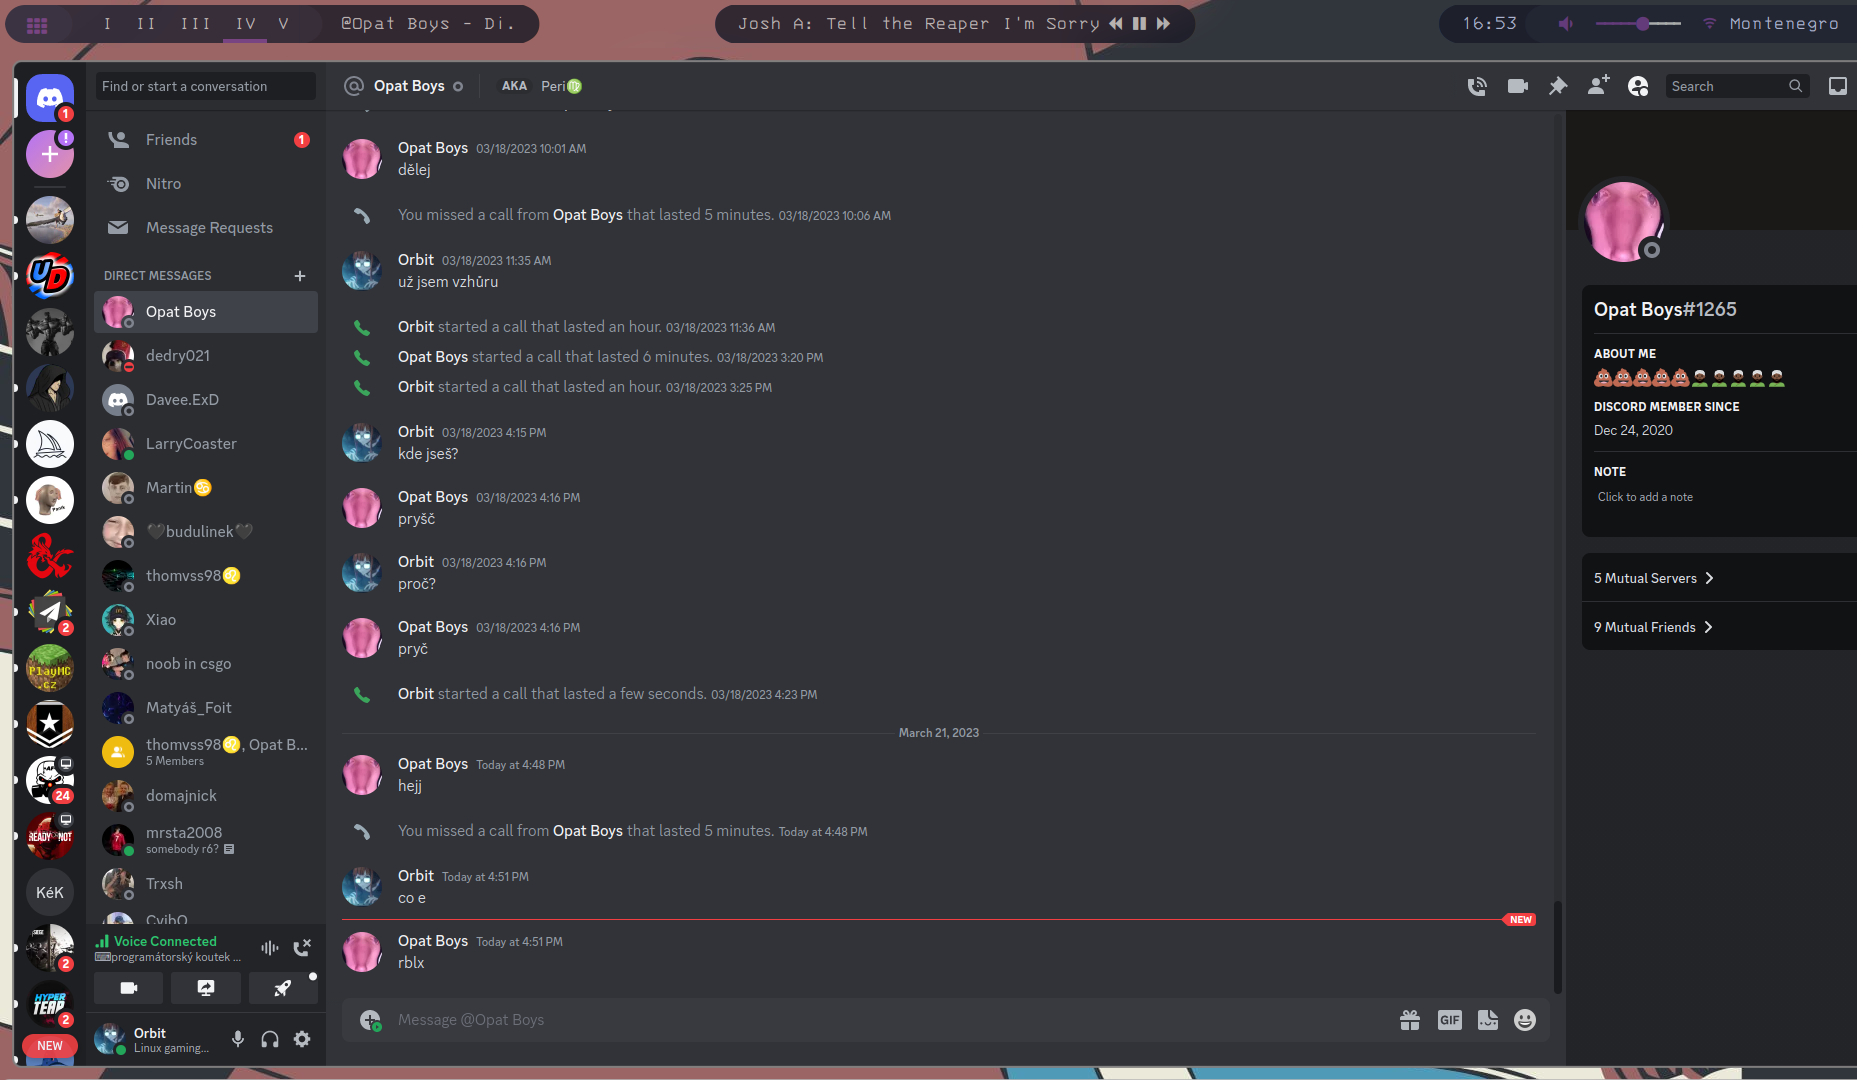 I II III IV V @Opat Boys - Di. Josh A: Tell the Reaper I'm Sorry 16:53 Montenegro
Find or start a conversation
Opat Boys AKA Peri♍
Search
1
Friends 1
Nitro
Message Requests
DIRECT MESSAGES
Opat Boys
dedry021
Davee.ExD
LarryCoaster
Martin♋
🖤budulinek🖤
thomvss98♌
Xiao
noob in csgo
Matyáš_Foit
thomvss98♌, Opat B...
5 Members
domajnick
mrsta2008
somebody r6?
Trxsh
CvibO
UD
2
PlayMC
.CZ
24
READY OR NOT
KéK
SIEGE
2
HYPER
TEAP
2
NEW
Voice Connected
programátorský koutek ...
Orbit
Linux gaming...
Opat Boys 03/18/2023 10:01 AM
dělej
You missed a call from Opat Boys that lasted 5 minutes. 03/18/2023 10:06 AM
Orbit 03/18/2023 11:35 AM
už jsem vzhůru
Orbit started a call that lasted an hour. 03/18/2023 11:36 AM
Opat Boys started a call that lasted 6 minutes. 03/18/2023 3:20 PM
Orbit started a call that lasted an hour. 03/18/2023 3:25 PM
Orbit 03/18/2023 4:15 PM
kde jseš?
Opat Boys 03/18/2023 4:16 PM
pryšč
Orbit 03/18/2023 4:16 PM
proč?
Opat Boys 03/18/2023 4:16 PM
pryč
Orbit started a call that lasted a few seconds. 03/18/2023 4:23 PM
March 21, 2023
Opat Boys Today at 4:48 PM
hejj
You missed a call from Opat Boys that lasted 5 minutes. Today at 4:48 PM
Orbit Today at 4:51 PM
co e
NEW
Opat Boys Today at 4:51 PM
rblx
Message @Opat Boys
GIF
Opat Boys#1265
ABOUT ME
DISCORD MEMBER SINCE
Dec 24, 2020
NOTE
Click to add a note
5 Mutual Servers
9 Mutual Friends